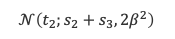 𝒩(t₂; s₂ + s₃, 2β²)